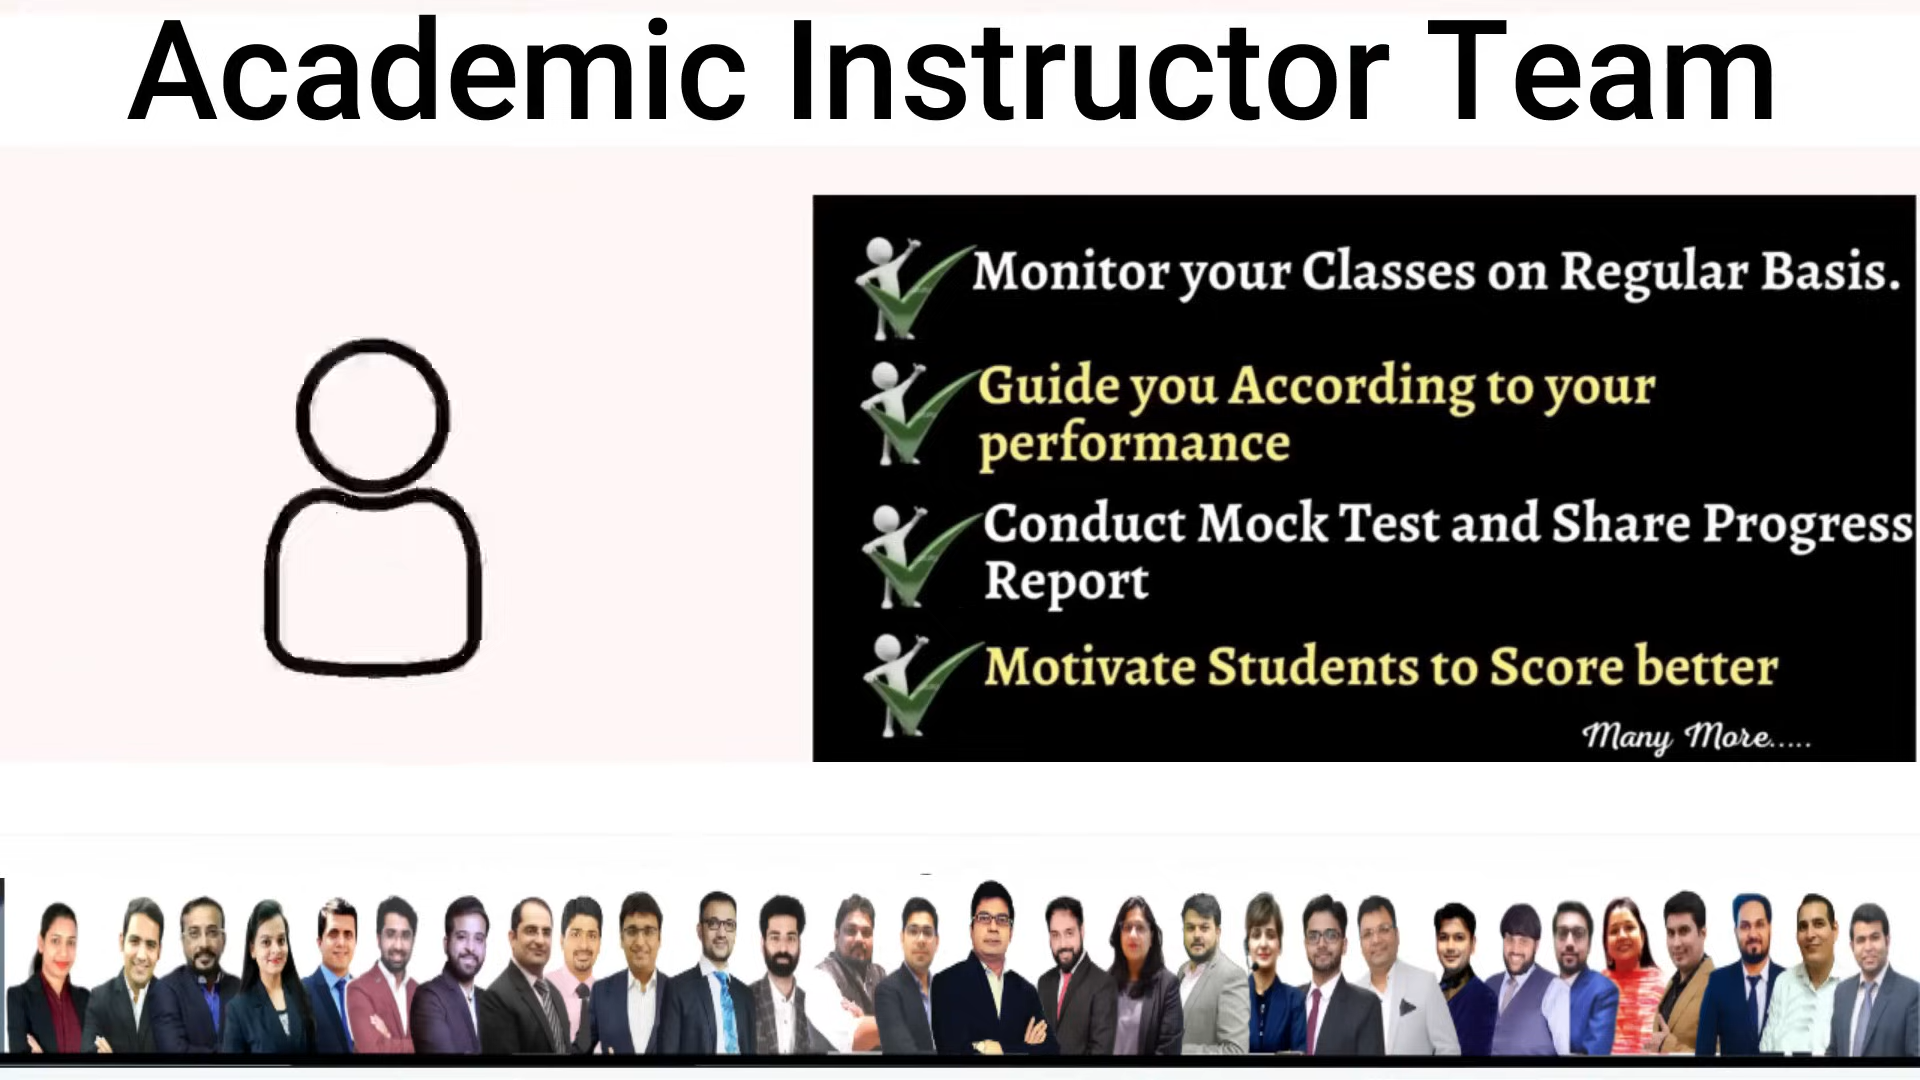 Academic Instructor Team
Monitor your Classes on Regular Basis.
Guide you According to your
performance
Conduct Mock Test and Share Progress
Report
Motivate Students to Score better
Many More.....